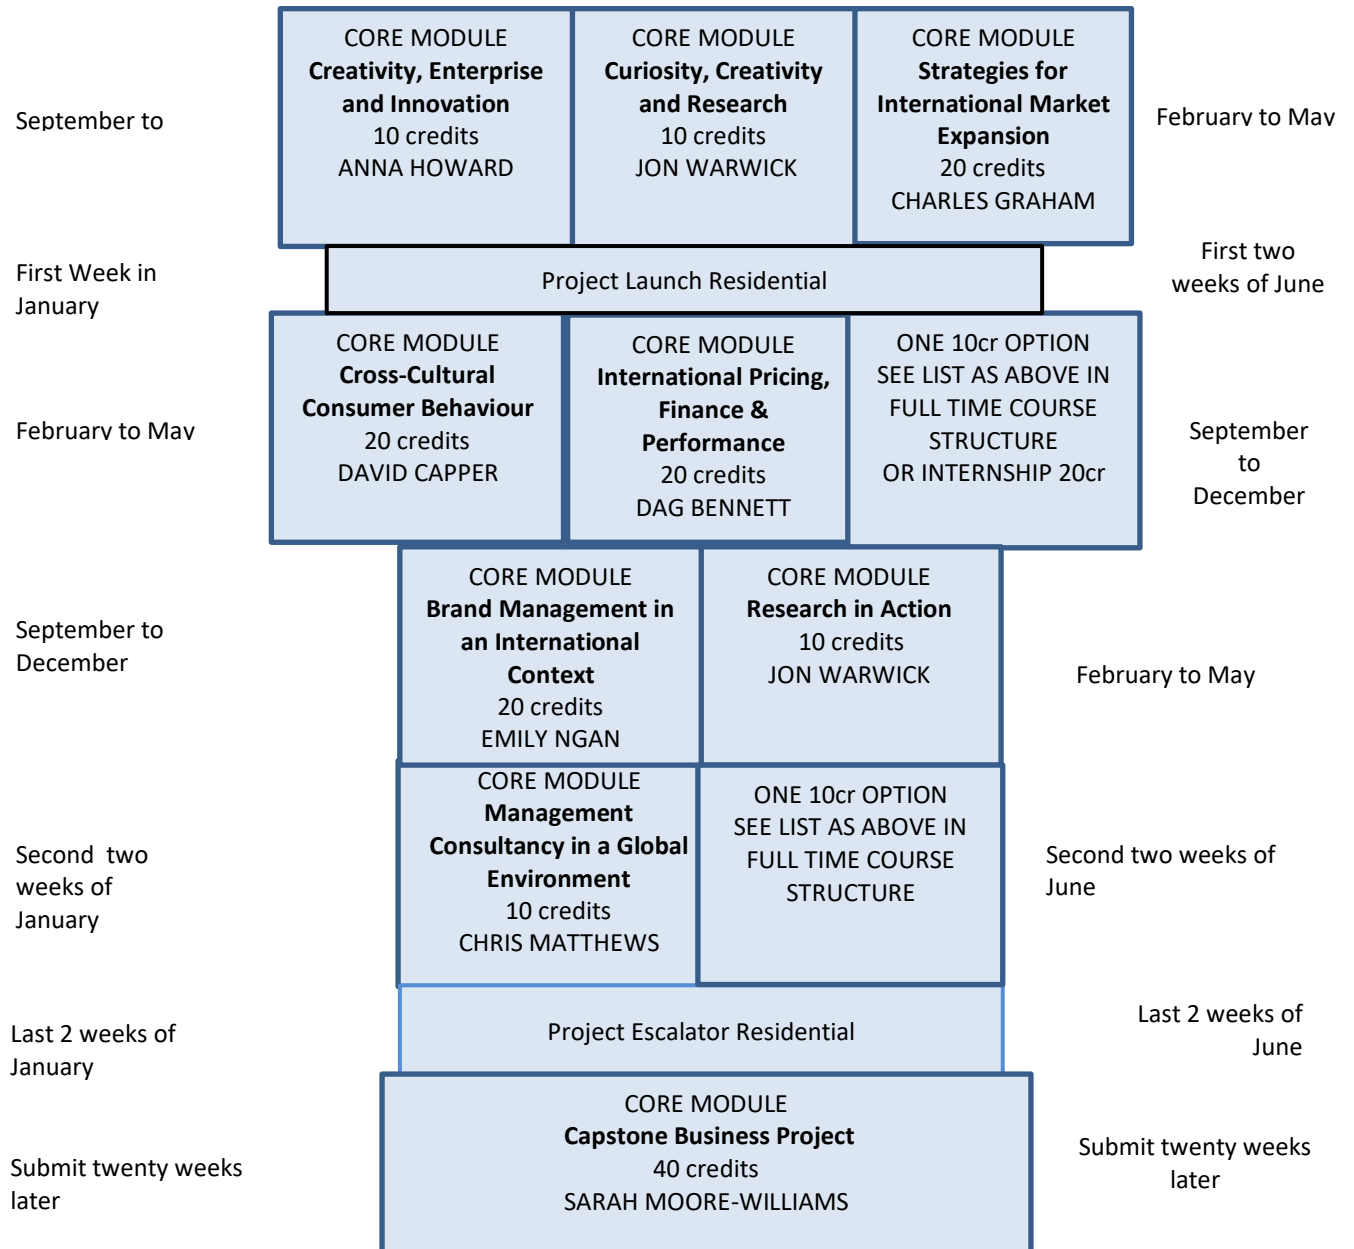 September to
CORE MODULE
Creativity, Enterprise
and Innovation
10 credits
ANNA HOWARD
CORE MODULE
Curiosity, Creativity
and Research
10 credits
JON WARWICK
CORE MODULE
Strategies for
International Market
Expansion
20 credits
CHARLES GRAHAM
February to May
First Week in
January
Project Launch Residential
First two
weeks of June
February to May
CORE MODULE
Cross-Cultural
Consumer Behaviour
20 credits
DAVID CAPPER
CORE MODULE
International Pricing,
Finance &
Performance
20 credits
DAG BENNETT
ONE 10cr OPTION
SEE LIST AS ABOVE IN
FULL TIME COURSE
STRUCTURE
OR INTERNSHIP 20cr
September
to
December
September to
December
CORE MODULE
Brand Management in
an International
Context
20 credits
EMILY NGAN
CORE MODULE
Research in Action
10 credits
JON WARWICK
February to May
Second two
weeks of
January
CORE MODULE
Management
Consultancy in a Global
Environment
10 credits
CHRIS MATTHEWS
ONE 10cr OPTION
SEE LIST AS ABOVE IN
FULL TIME COURSE
STRUCTURE
Second two weeks of
June
Last 2 weeks of
January
Project Escalator Residential
Last 2 weeks of
June
Submit twenty weeks
later
CORE MODULE
Capstone Business Project
40 credits
SARAH MOORE-WILLIAMS
Submit twenty weeks
later